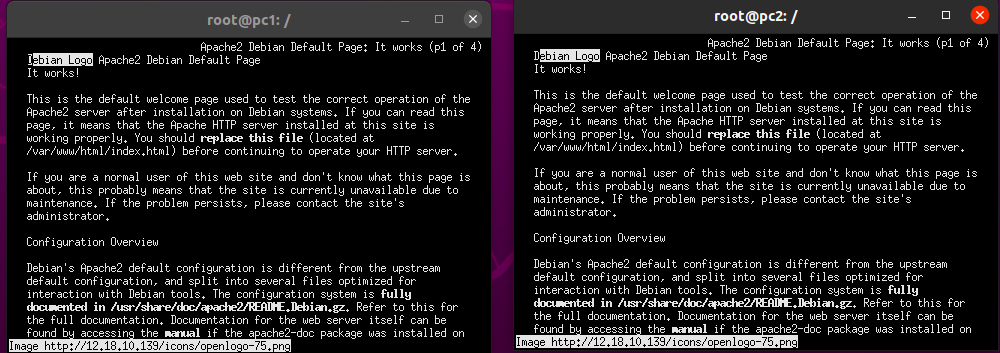 root@pc1: /
Apache2 Debian Default Page: It works (p1 of 4)
Debian Logo Apache2 Debian Default Page
It works!
This is the default welcome page used to test the correct operation of the
Apache2 server after installation on Debian systems. If you can read this
page, it means that the Apache HTTP server installed at this site is
working properly. You should replace this file (located at
/var/www/html/index.html) before continuing to operate your HTTP server.
If you are a normal user of this web site and don't know what this page is
about, this probably means that the site is currently unavailable due to
maintenance. If the problem persists, please contact the site's
administrator.
Configuration Overview
Debian's Apache2 default configuration is different from the upstream
default configuration, and split into several files optimized for
interaction with Debian tools. The configuration system is fully
documented in /usr/share/doc/apache2/README.Debian.gz. Refer to this for
the full documentation. Documentation for the web server itself can be
found by accessing the manual if the apache2-doc package was installed on
Image http://12.18.10.139/icons/openlogo-75.png
root@pc2: /
Apache2 Debian Default Page: It works (p1 of 4)
Debian Logo Apache2 Debian Default Page
It works!
This is the default welcome page used to test the correct operation of the
Apache2 server after installation on Debian systems. If you can read this
page, it means that the Apache HTTP server installed at this site is
working properly. You should replace this file (located at
/var/www/html/index.html) before continuing to operate your HTTP server.
If you are a normal user of this web site and don't know what this page is
about, this probably means that the site is currently unavailable due to
maintenance. If the problem persists, please contact the site's
administrator.
Configuration Overview
Debian's Apache2 default configuration is different from the upstream
default configuration, and split into several files optimized for
interaction with Debian tools. The configuration system is fully
documented in /usr/share/doc/apache2/README.Debian.gz. Refer to this for
the full documentation. Documentation for the web server itself can be
found by accessing the manual if the apache2-doc package was installed on
Image http://12.18.10.139/icons/openlogo-75.png